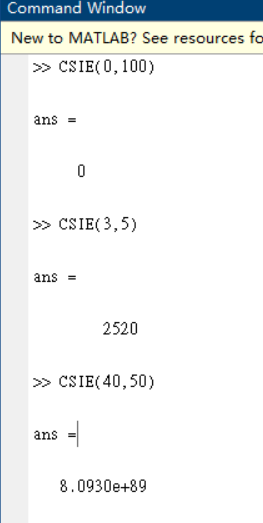 Command Window
New to MATLAB? See resources fo
>> CSIE(0,100)
ans =
0
>> CSIE(3,5)
ans =
2520
>> CSIE(40,50)
ans =
8.0930e+89